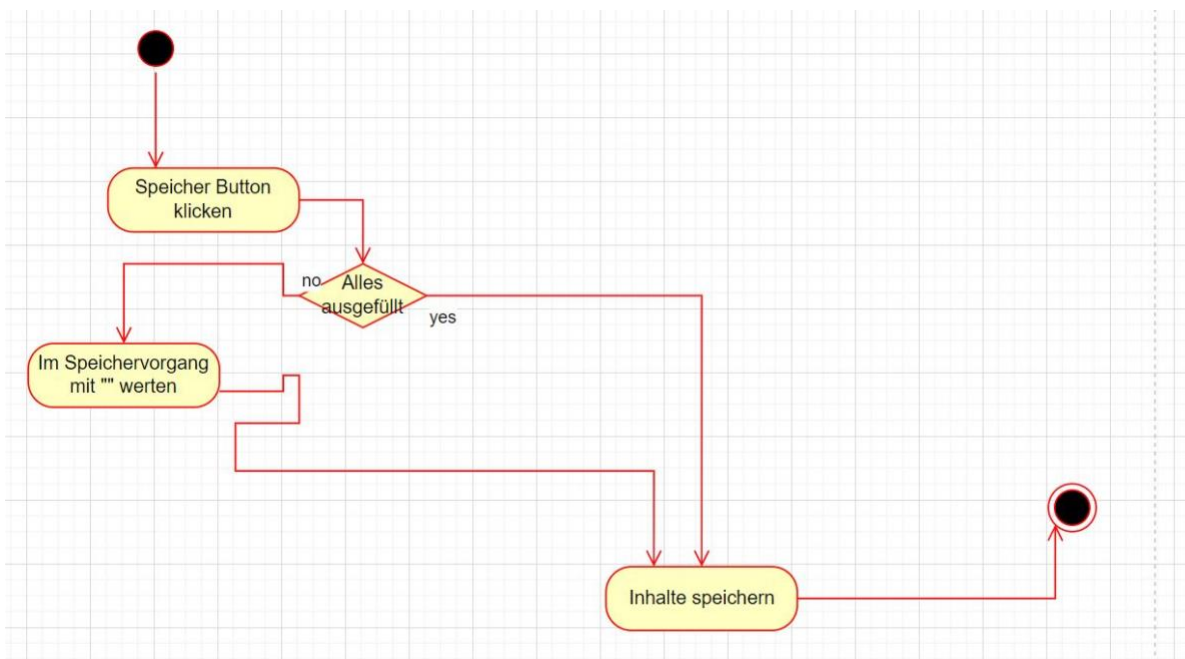 Speicher Button
klicken
no
Alles
ausgefüllt
yes
Im Speichervorgang
mit "" werten
Inhalte speichern